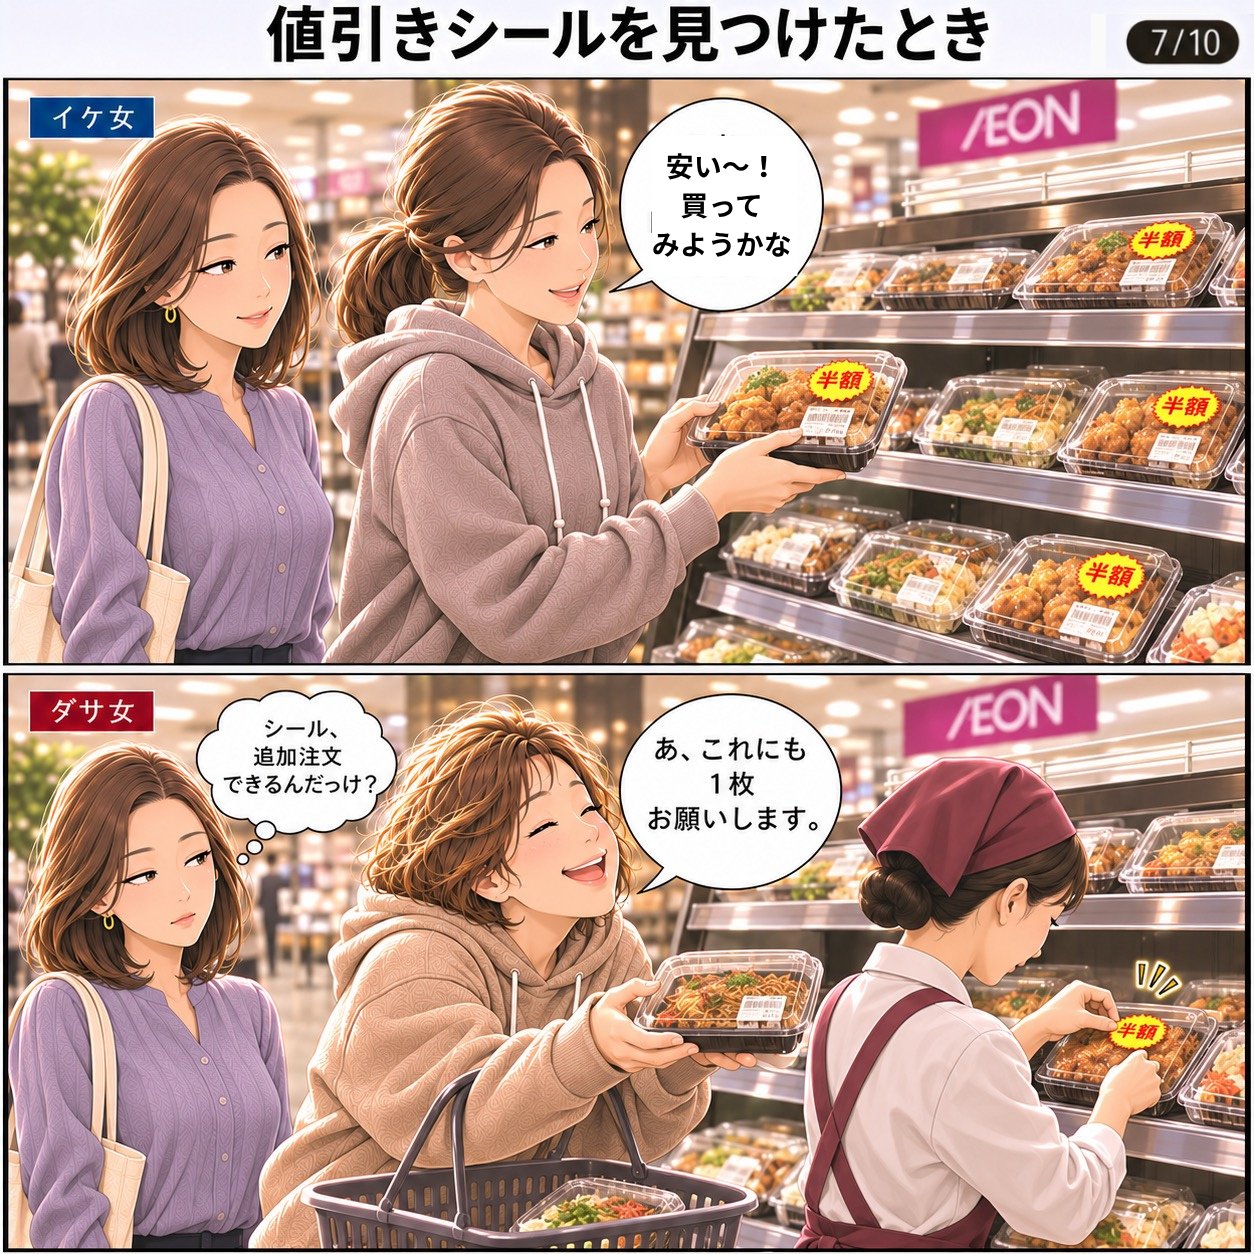 値引きシールを見つけたとき
7/10
イケ女
安い〜！
買って
みようかな
AEON
半額
半額
半額
半額
ダサ女
シール、
追加注文
できるんだっけ？
あ、これにも
1枚
お願いします。
AEON
半額